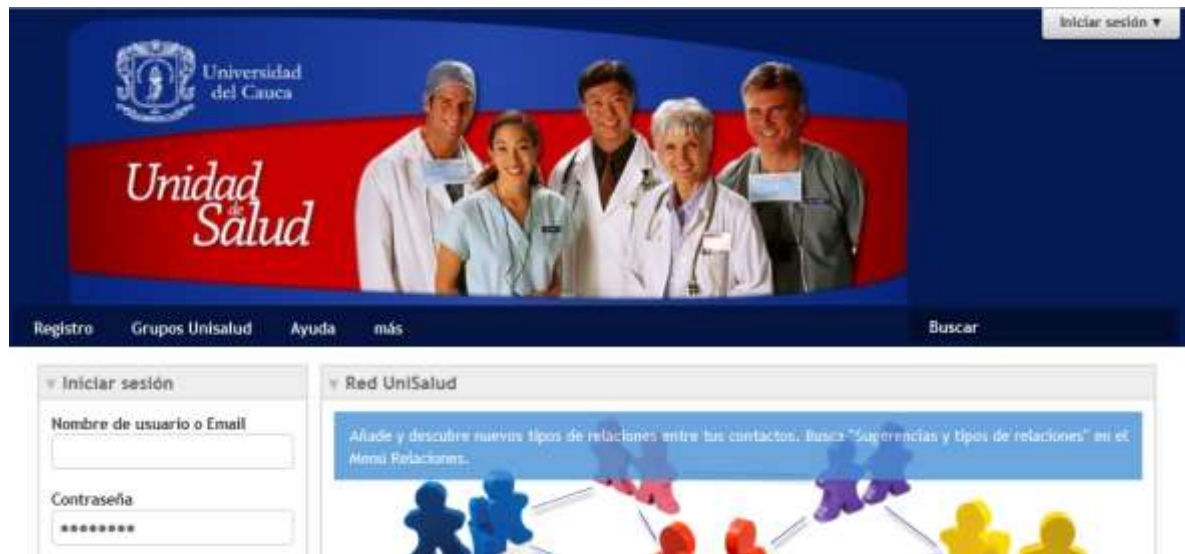 Iniciar sesión ▼
Universidad
del Cauca
Unidad
de
Salud
Registro Grupos Unisalud Ayuda más Buscar
▼ Iniciar sesión
▼ Red UniSalud
Nombre de usuario o Email
Añade y descubre nuevos tipos de relaciones entre tus contactos. Busca "Sugerencias y tipos de relaciones" en el
Menú Relaciones.
Contraseña
●●●●●●●●